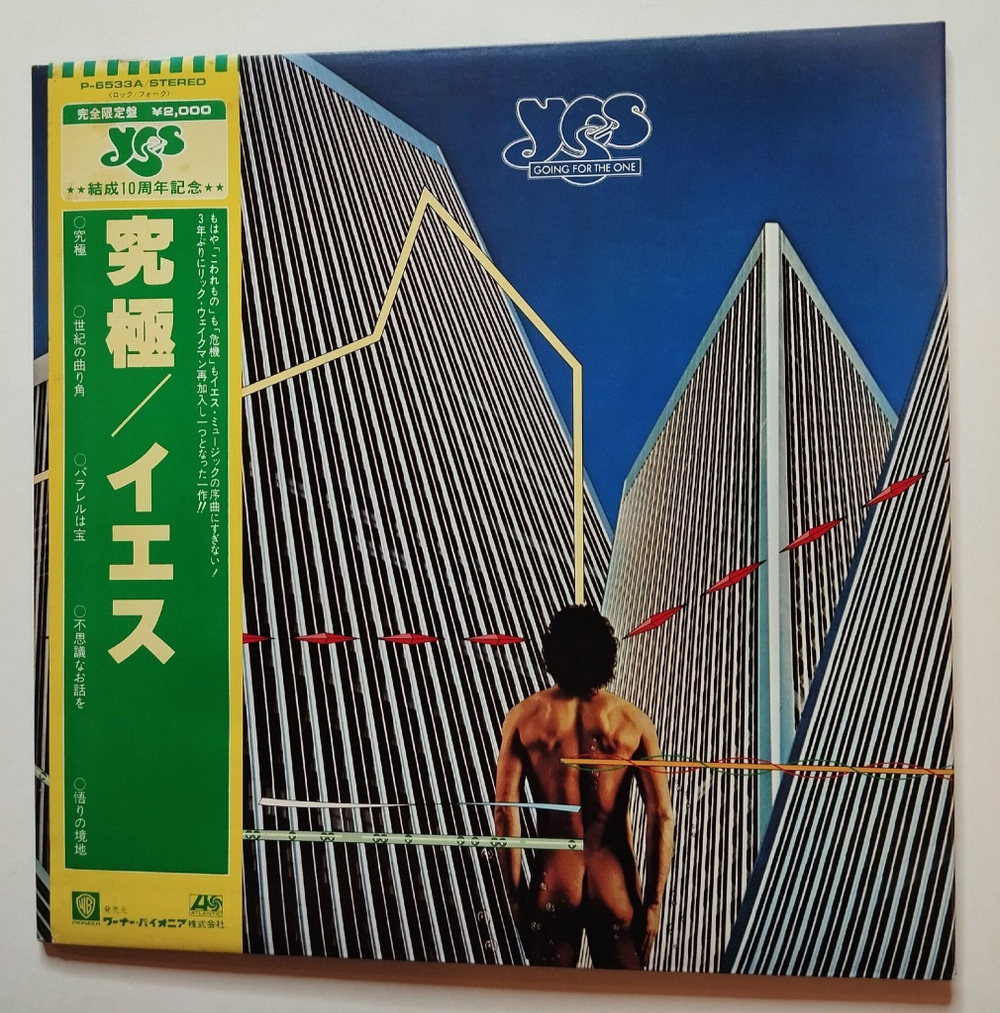 P-6533A/STEREO
〈ロック/フォーク〉
完全限定盤 ¥2,000
yes
★★結成10周年記念★★
もはや「こわれもの」も「危機」もイエス・ミュージックの序曲にすぎない!
3年ぶりにリック・ウェイクマン再加入し一つとなった一作!!
究極/イエス
○究極
○世紀の曲り角
○パラレルは宝
○不思議なお話を
○悟りの境地
WB
PIONEER
発売元
ワーナー・パイオニア株式会社
ATLANTIC
yes
GOING FOR THE ONE